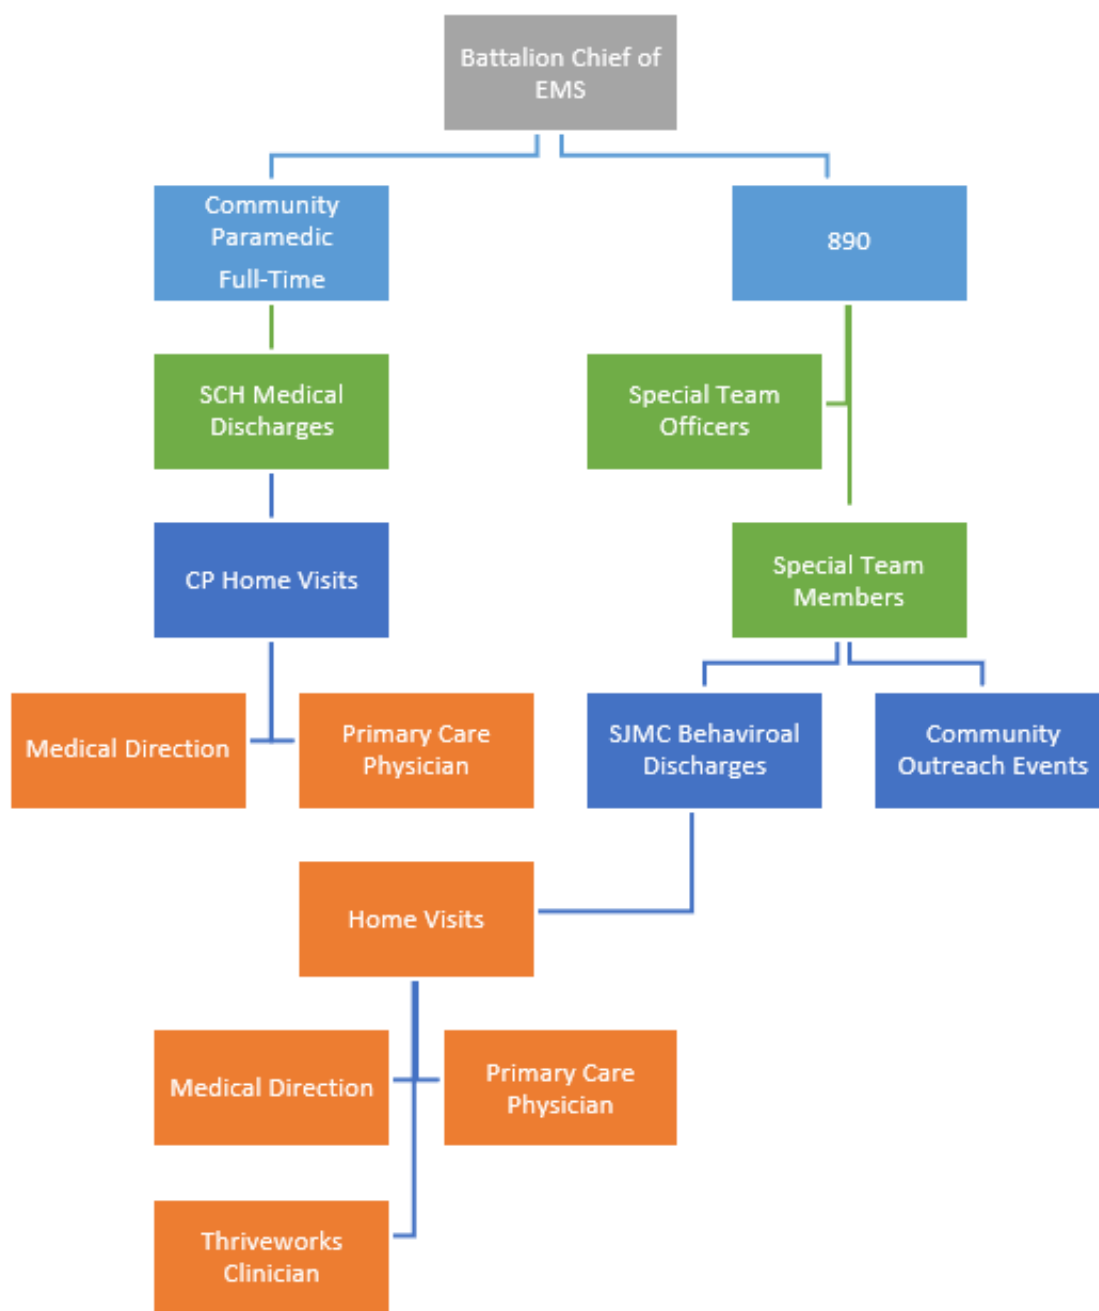 Battalion Chief of
EMS
Community
Paramedic
Full-Time
890
SCH Medical
Discharges
Special Team
Officers
CP Home Visits
Special Team
Members
Medical Direction
Primary Care
Physician
SJMC Behaviroal
Discharges
Community
Outreach Events
Home Visits
Medical Direction
Primary Care
Physician
Thriveworks
Clinician